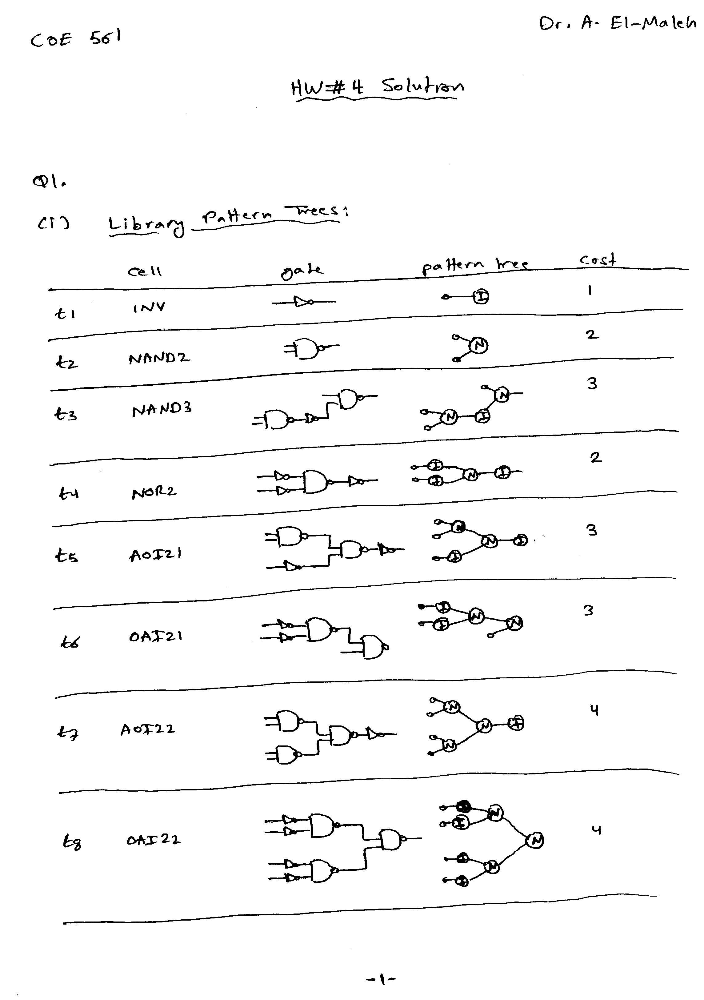 Dr. A. El-Maleh
COE 561
HW#4 Solution
Q1.
(i) Library Pattern Trees:
cell gate pattern tree cost
t1 INV I 1
t2 NAND2 N 2
t3 NAND3 N I N 3
t4 NOR2 I I N I 2
t5 AOI21 N I N I 3
t6 OAI21 I I N N 3
t7 AOI22 N N N I 4
t8 OAI22 I I N I I N N 4
-1-